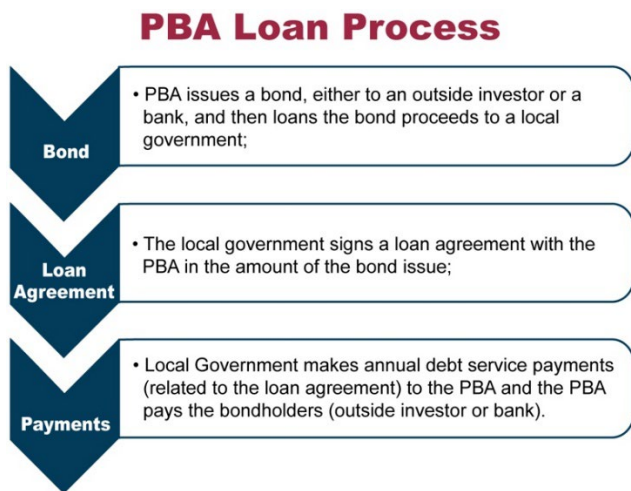 PBA Loan Process
Bond
• PBA issues a bond, either to an outside investor or a
bank, and then loans the bond proceeds to a local
government;
Loan
Agreement
• The local government signs a loan agreement with the
PBA in the amount of the bond issue;
Payments
• Local Government makes annual debt service payments
(related to the loan agreement) to the PBA and the PBA
pays the bondholders (outside investor or bank).